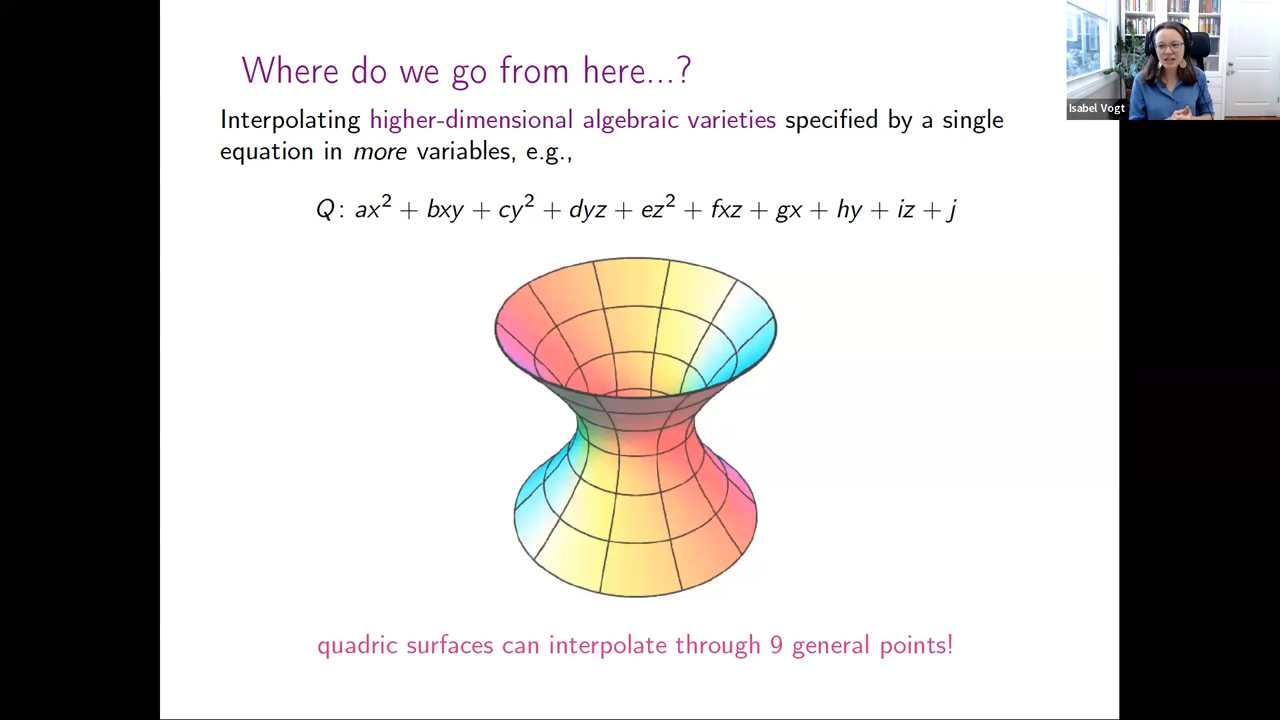 Where do we go from here...?
Interpolating higher-dimensional algebraic varieties specified by a single
equation in more variables, e.g.,
Q: ax² + bxy + cy² + dyz + ez² + fxz + gx + hy + iz + j
quadric surfaces can interpolate through 9 general points!
Isabel Vogt